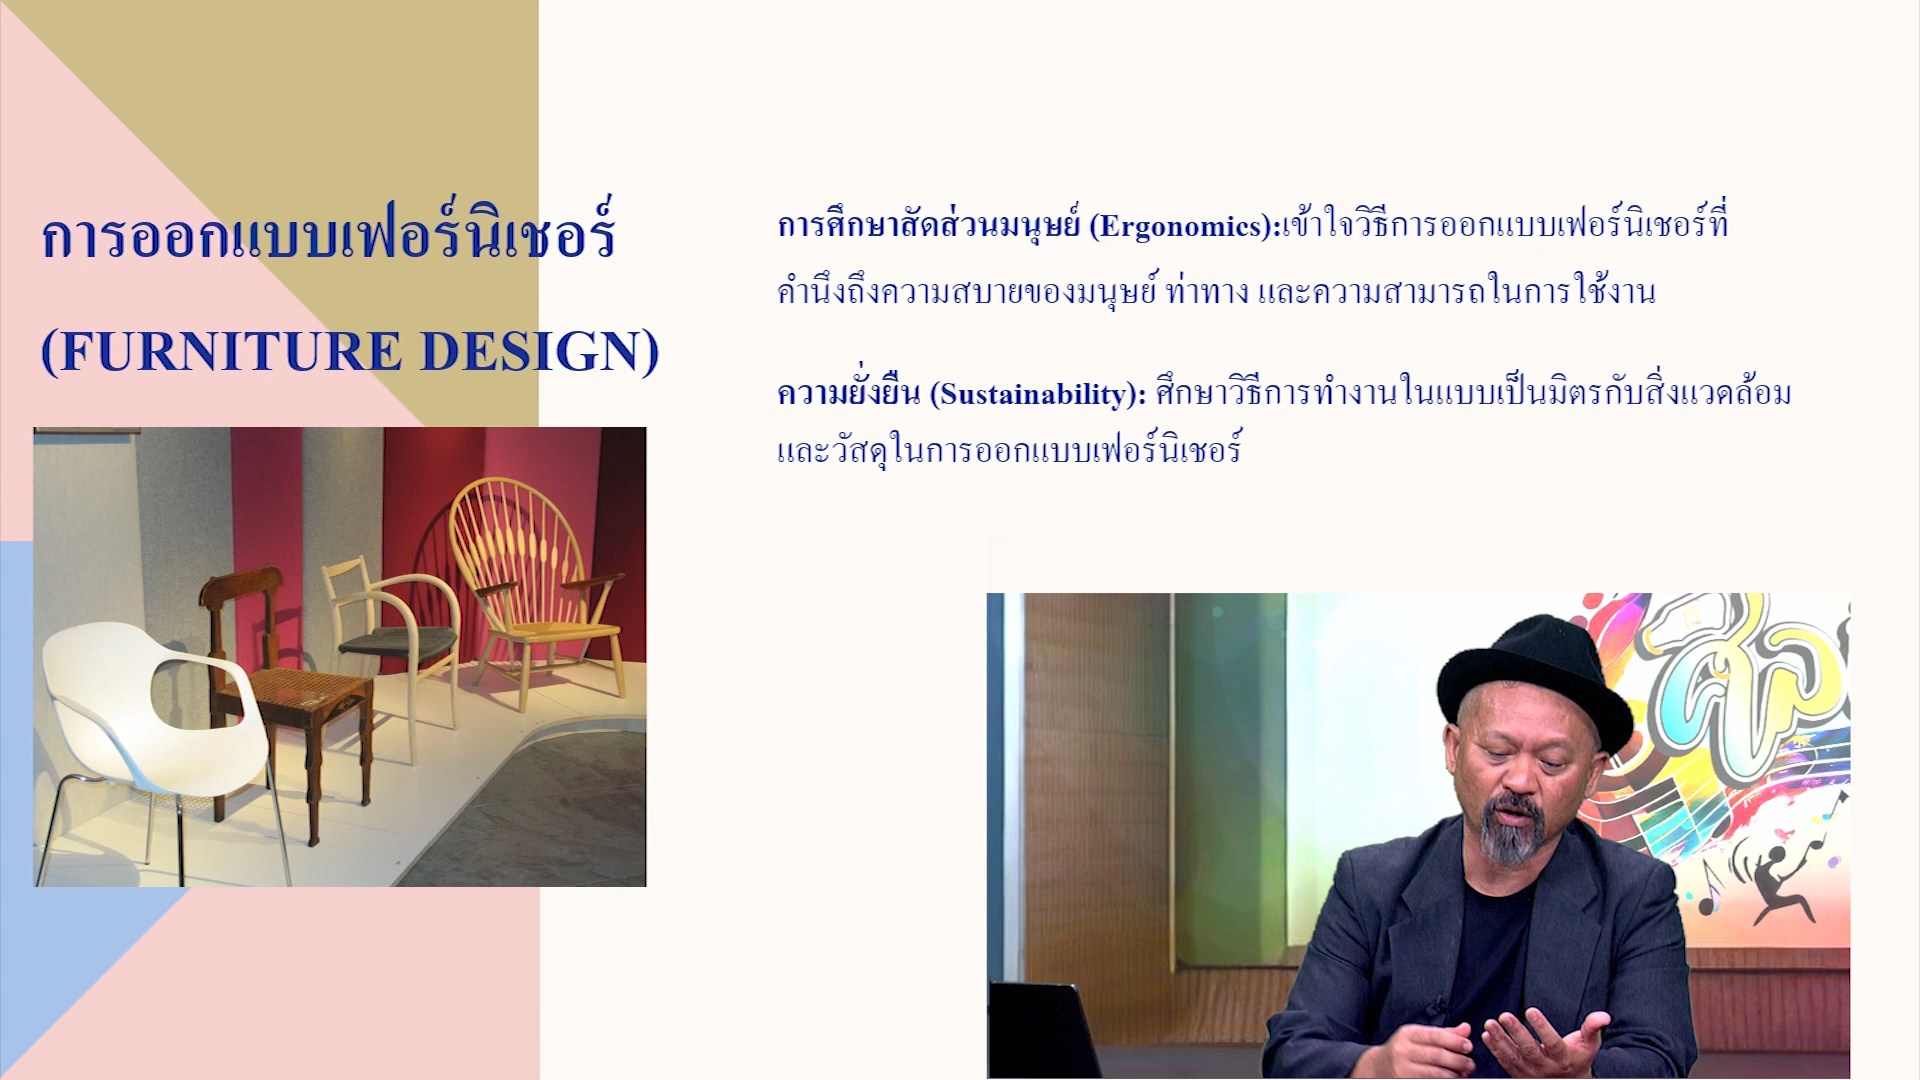 การออกแบบเฟอร์นิเชอร์
(FURNITURE DESIGN)
การศึกษาสัดส่วนมนุษย์ (Ergonomics):เข้าใจวิธีการออกแบบเฟอร์นิเชอร์ที่
คำนึงถึงความสบายของมนุษย์ ท่าทาง และความสามารถในการใช้งาน
ความยั่งยืน (Sustainability): ศึกษาวิธีการทำงานในแบบเป็นมิตรกับสิ่งแวดล้อม
และวัสดุในการออกแบบเฟอร์นิเชอร์